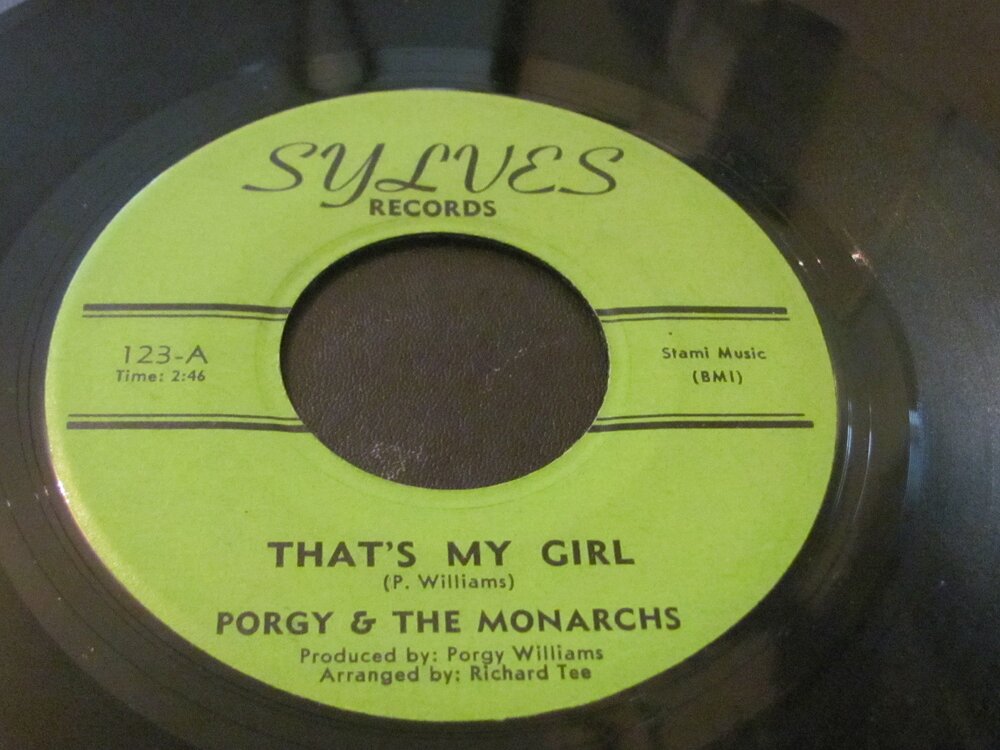 SYLVES
RECORDS
123-A
Time: 2:46
Stami Music
(BMI)
THAT'S MY GIRL
(P. Williams)
PORGY & THE MONARCHS
Produced by: Porgy Williams
Arranged by: Richard Tee